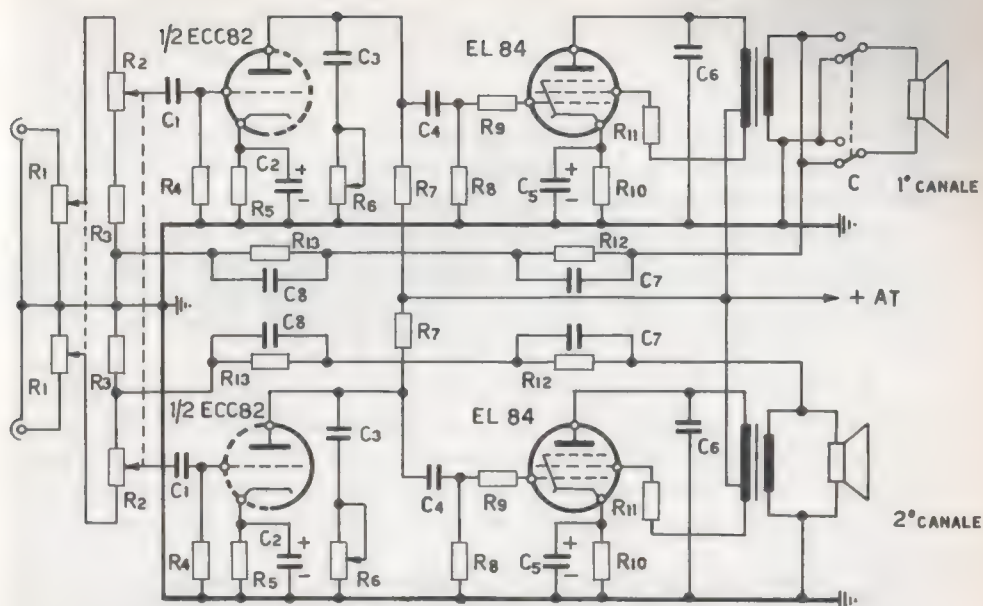 1/2 ECC82
EL 84
R2
C1
C3
C4
C6
R9
R11
R1
R4
R5
C2
+
-
R6
R7
R8
C5
+
-
R10
C
1° CANALE
R3
R13
C8
R12
C7
+ AT
R1
R3
C8
R13
R7
C7
R12
1/2 ECC82
EL 84
R2
C1
C3
C4
C6
R9
R11
R4
R5
C2
+
-
R6
R8
C5
+
-
R10
2° CANALE